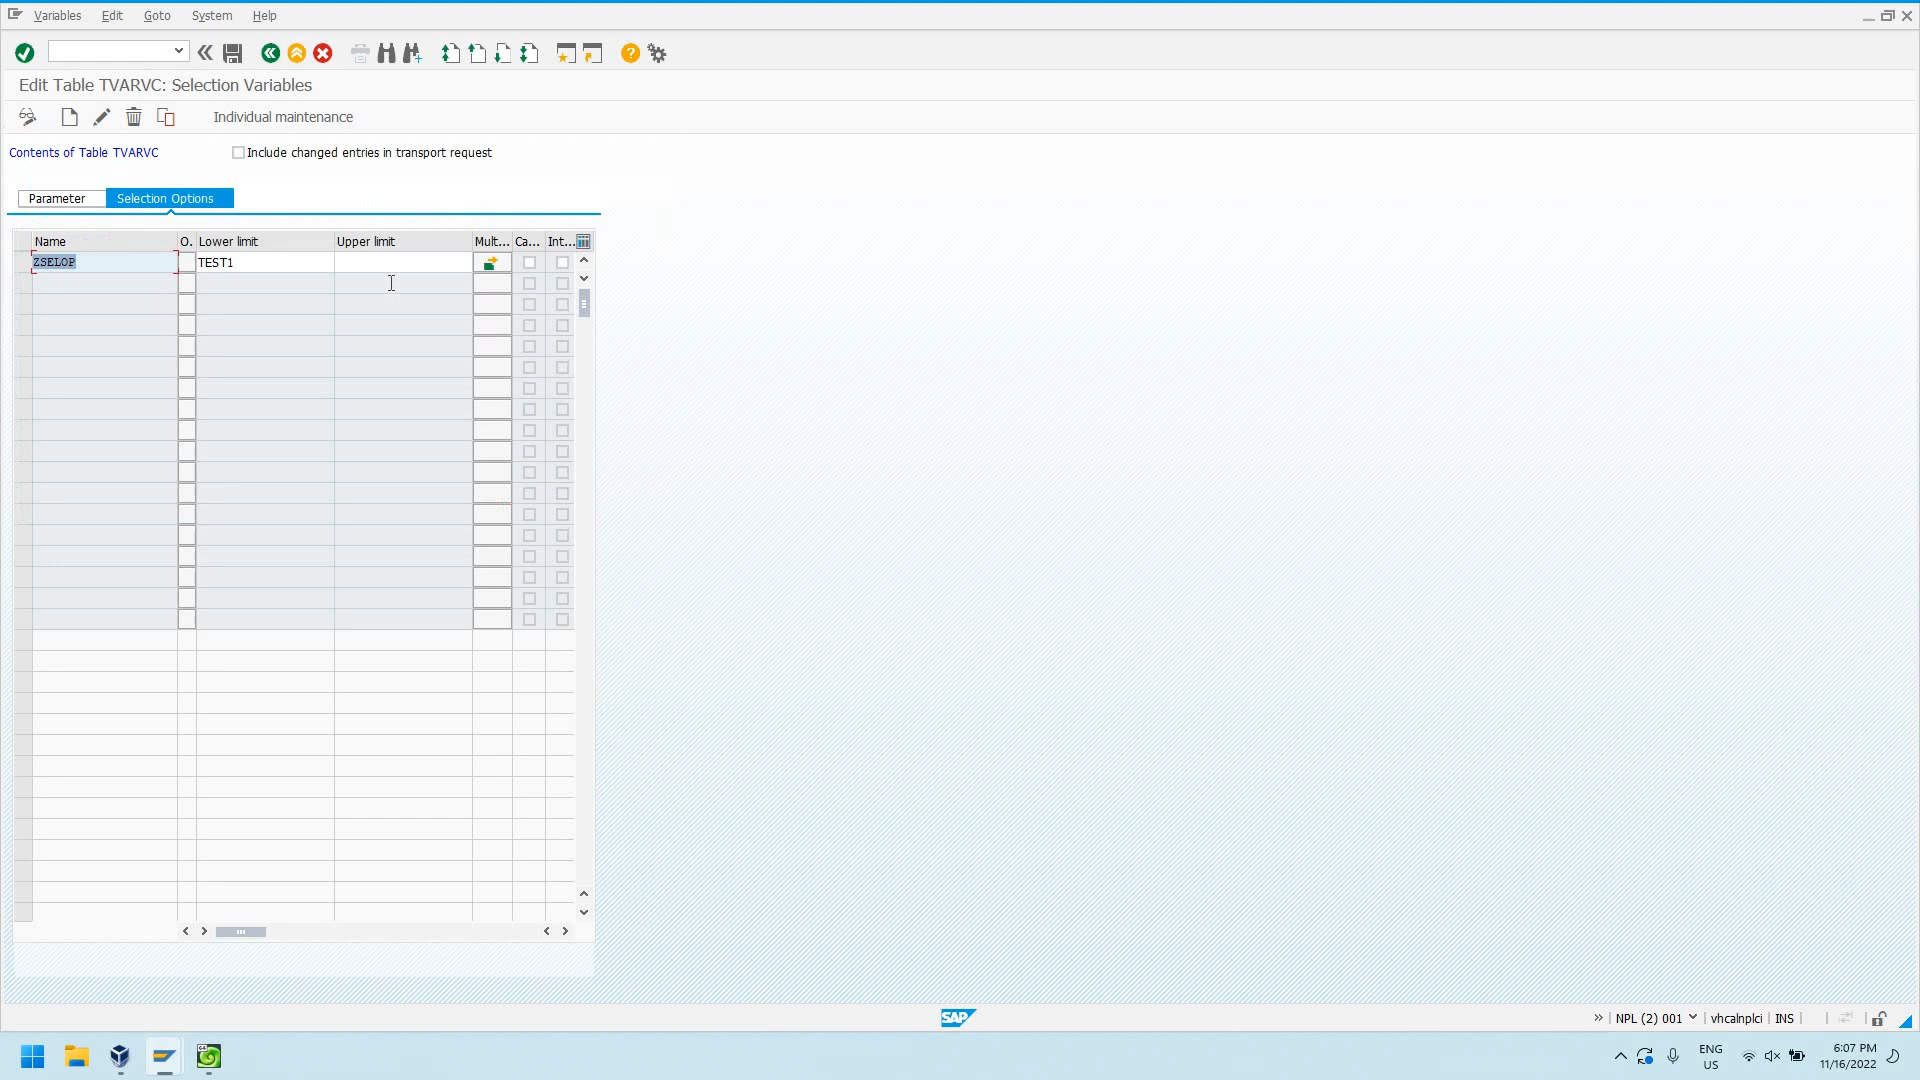 Variables Edit Goto System Help
Edit Table TVARVC: Selection Variables
Individual maintenance
Contents of Table TVARVC Include changed entries in transport request
Parameter Selection Options
Name O. Lower limit Upper limit Mult... Ca... Int...
ZSELOP TEST1
SAP
NPL (2) 001 vhcalnplci INS
ENG 6:07 PM
US 11/16/2022